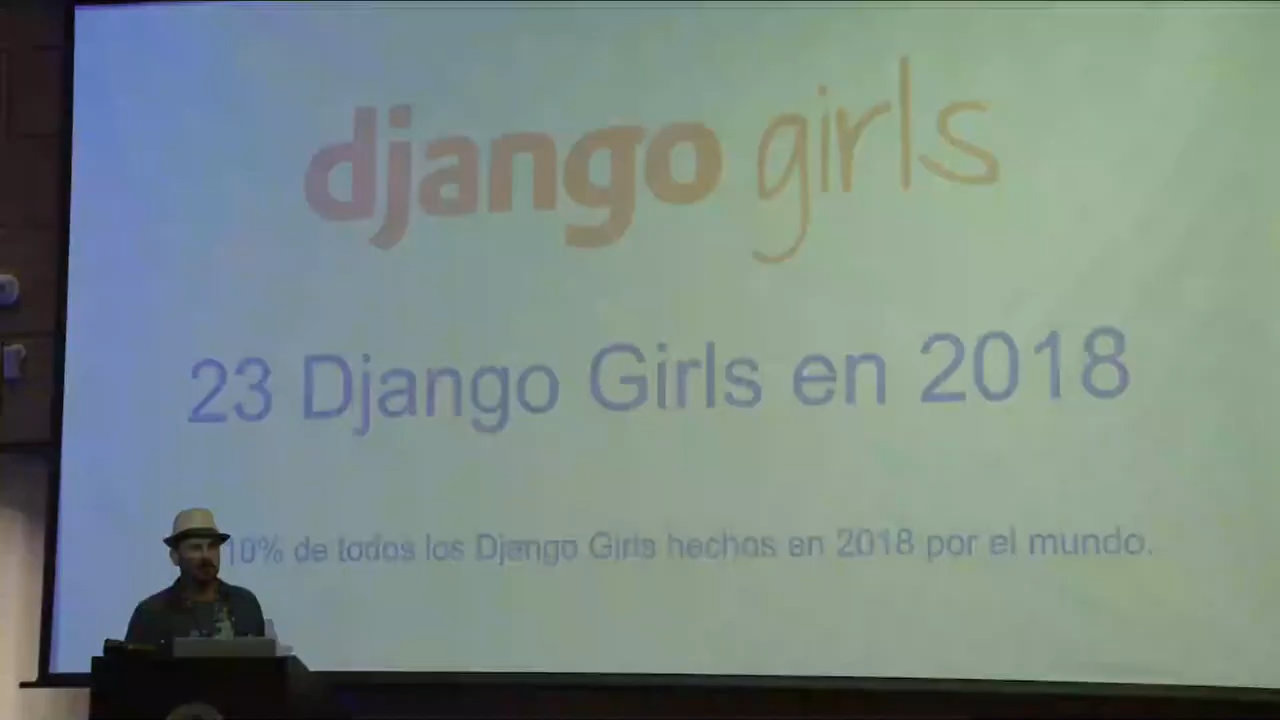 django girls
23 Django Girls en 2018
10% de todos los Django Girls hechos en 2018 por el mundo.